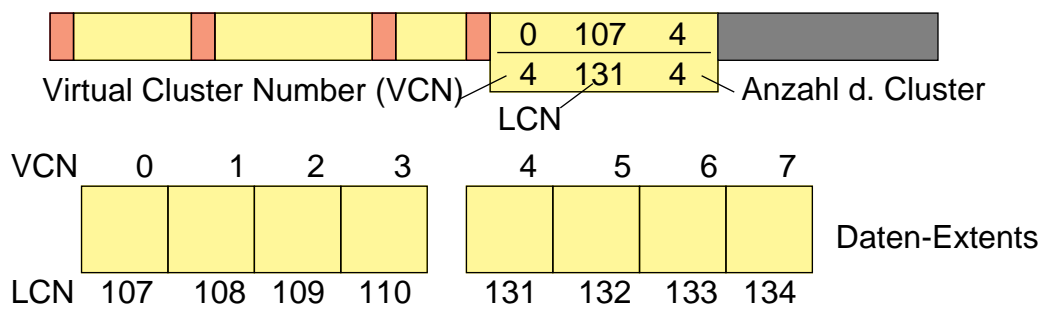 0 107 4
4 131 4
Virtual Cluster Number (VCN)
Anzahl d. Cluster
LCN
VCN 0 1 2 3 4 5 6 7
Daten-Extents
LCN 107 108 109 110 131 132 133 134